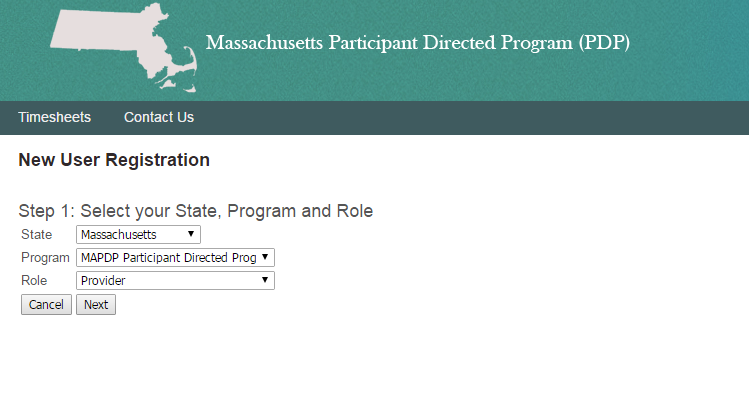 Massachusetts Participant Directed Program (PDP)
Timesheets Contact Us
New User Registration
Step 1: Select your State, Program and Role
State Massachusetts
Program MAPDP Participant Directed Prog
Role Provider
Cancel Next